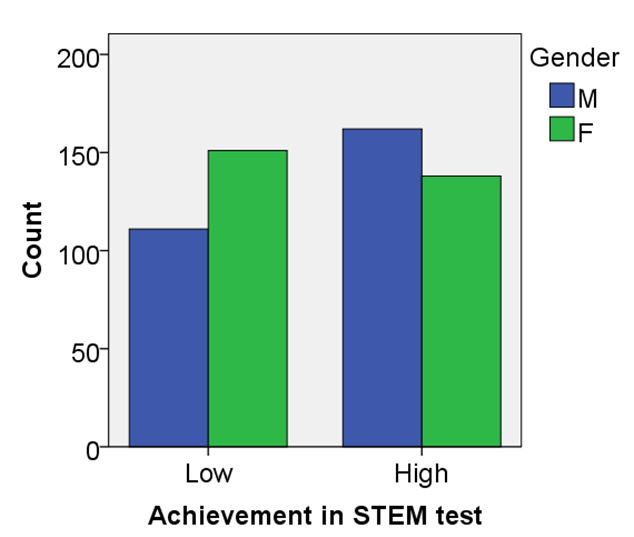 200
150
100
50
0
Count
Low
High
Achievement in STEM test
Gender
M
F